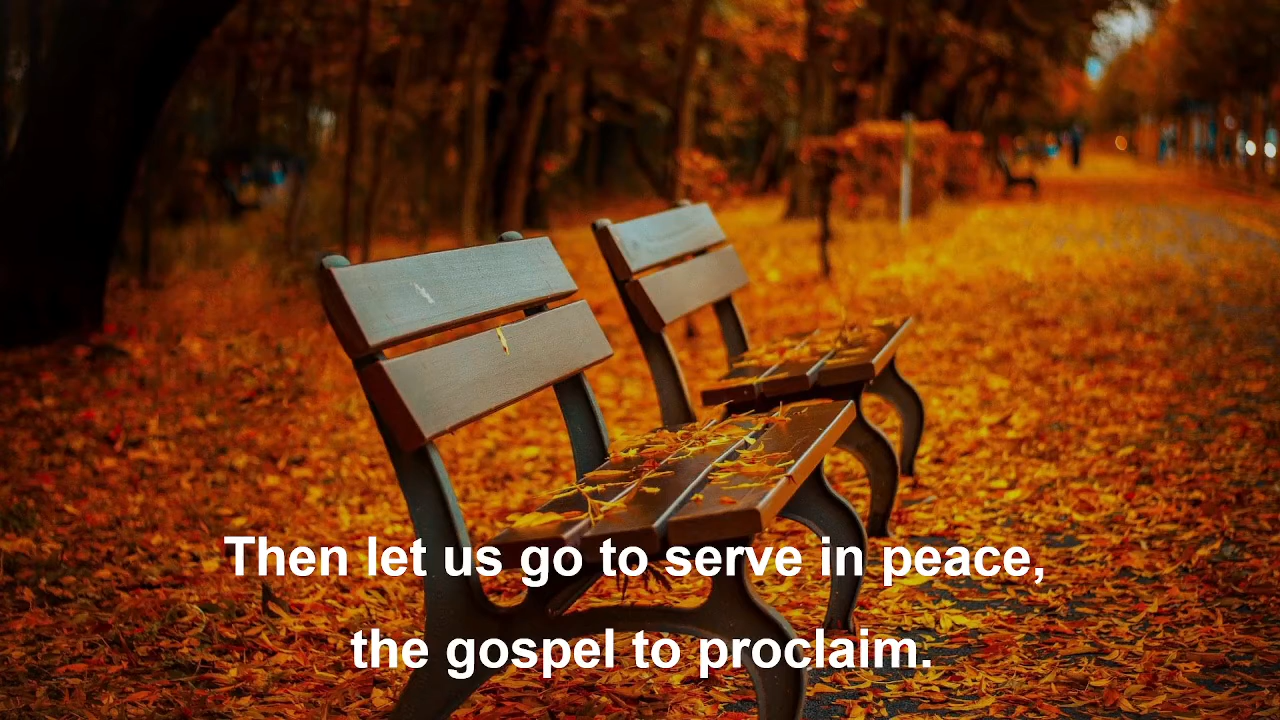 Then let us go to serve in peace,
the gospel to proclaim.